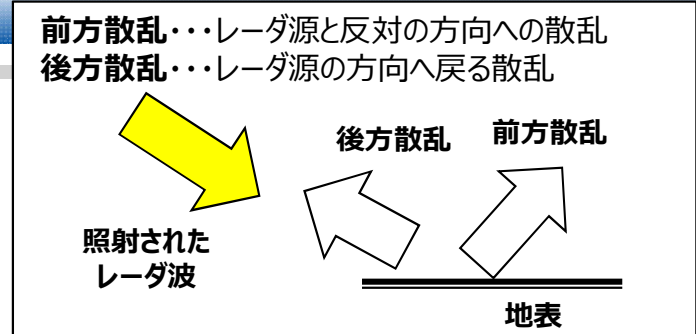 前方散乱・・・レーダ源と反対の方向への散乱
後方散乱・・・レーダ源の方向へ戻る散乱
後方散乱
前方散乱
照射された
レーダ波
地表